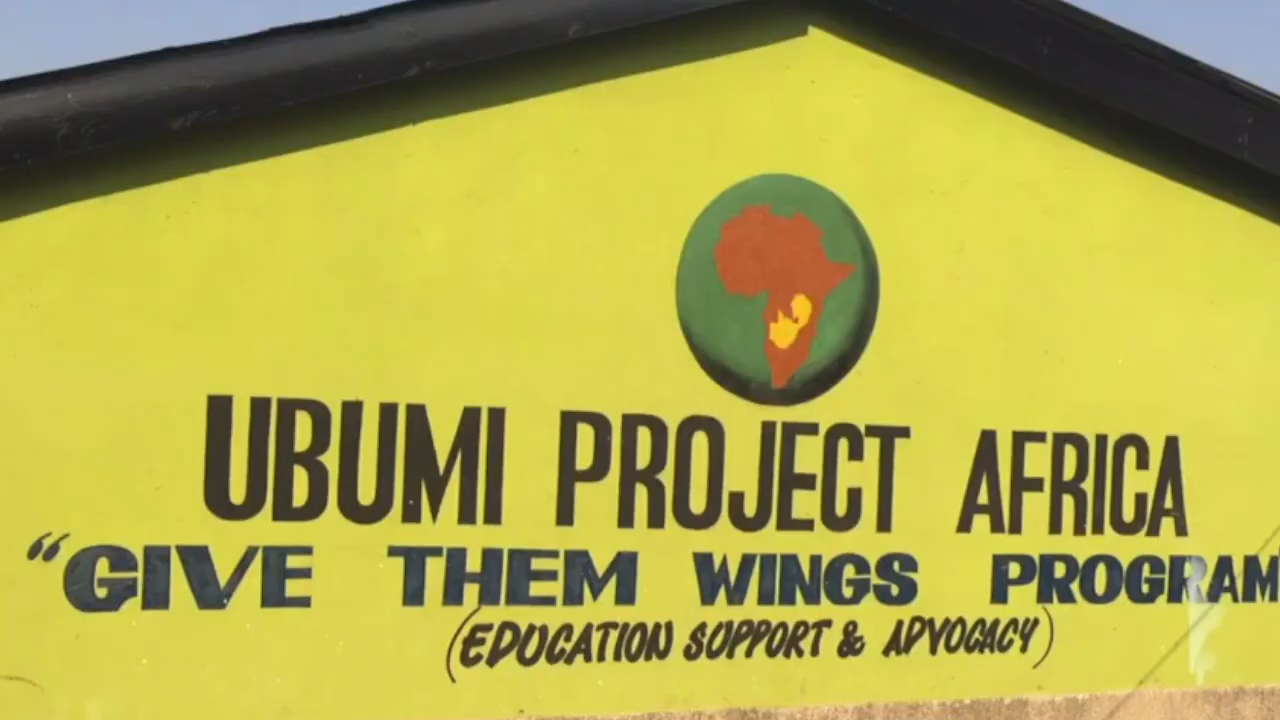 UBUMI PROJECT AFRICA
“GIVE THEM WINGS PROGRAM
(EDUCATION SUPPORT & ADVOCACY)